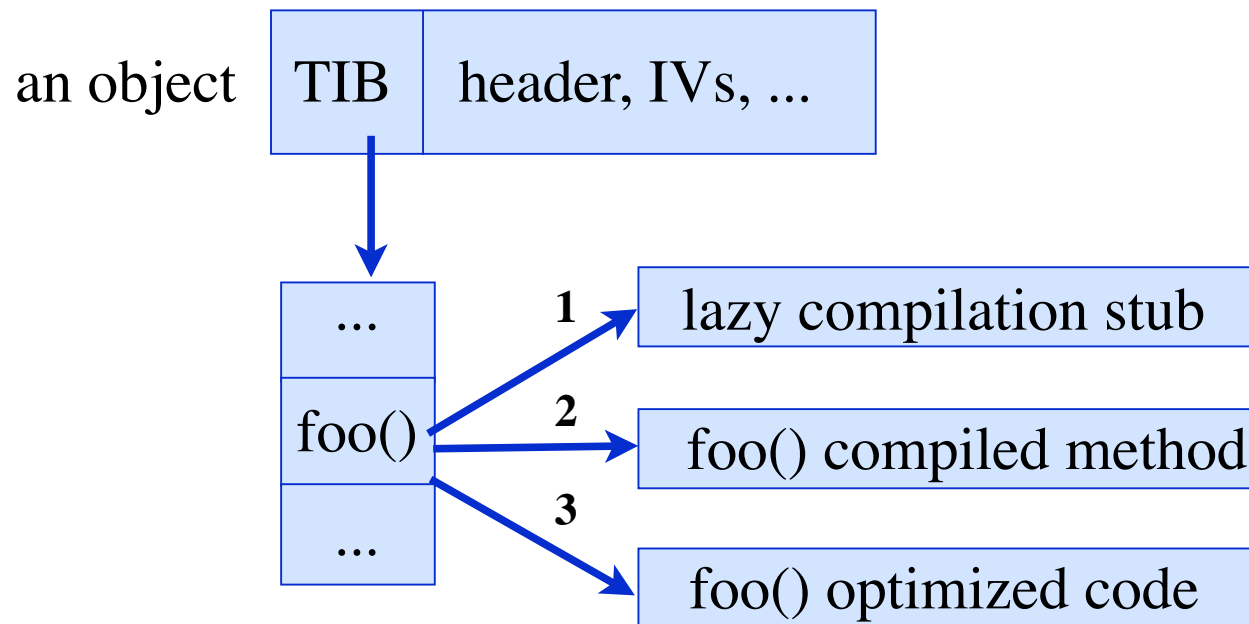 an object
TIB
header, IVs, ...
...
1
lazy compilation stub
foo()
2
foo() compiled method
3
...
foo() optimized code